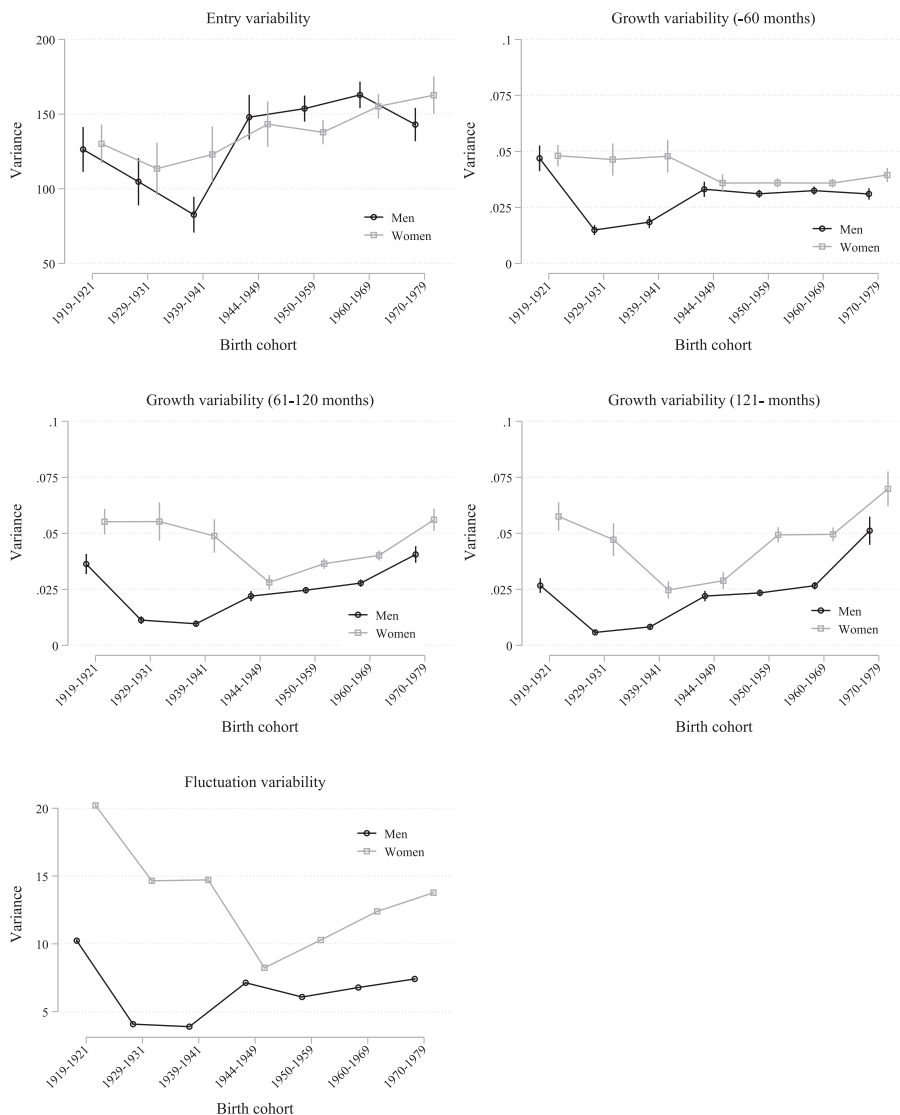 Entry variability
200
150
100
50
Variance
Men
Women
1919-1921
1929-1931
1939-1941
1944-1949
1950-1959
1960-1969
1970-1979
Birth cohort
Growth variability (-60 months)
.1
.075
.05
.025
0
Variance
Men
Women
1919-1921
1929-1931
1939-1941
1944-1949
1950-1959
1960-1969
1970-1979
Birth cohort
Growth variability (61-120 months)
.1
.075
.05
.025
0
Variance
Men
Women
1919-1921
1929-1931
1939-1941
1944-1949
1950-1959
1960-1969
1970-1979
Birth cohort
Growth variability (121- months)
.1
.075
.05
.025
0
Variance
Men
Women
1919-1921
1929-1931
1939-1941
1944-1949
1950-1959
1960-1969
1970-1979
Birth cohort
Fluctuation variability
20
15
10
5
Variance
Men
Women
1919-1921
1929-1931
1939-1941
1944-1949
1950-1959
1960-1969
1970-1979
Birth cohort